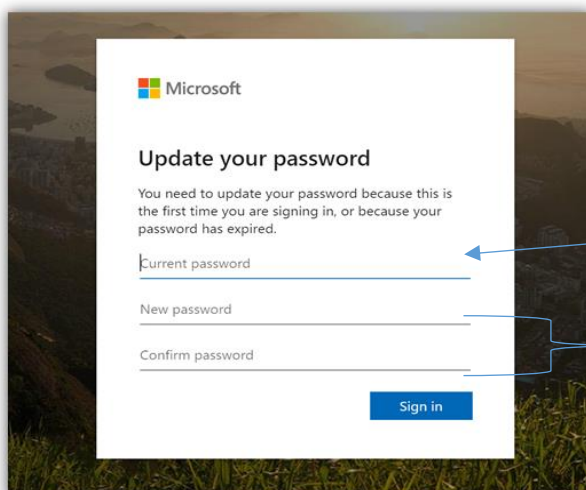 Microsoft
Update your password
You need to update your password because this is
the first time you are signing in, or because your
password has expired.
Current password
New password
Confirm password
Sign in